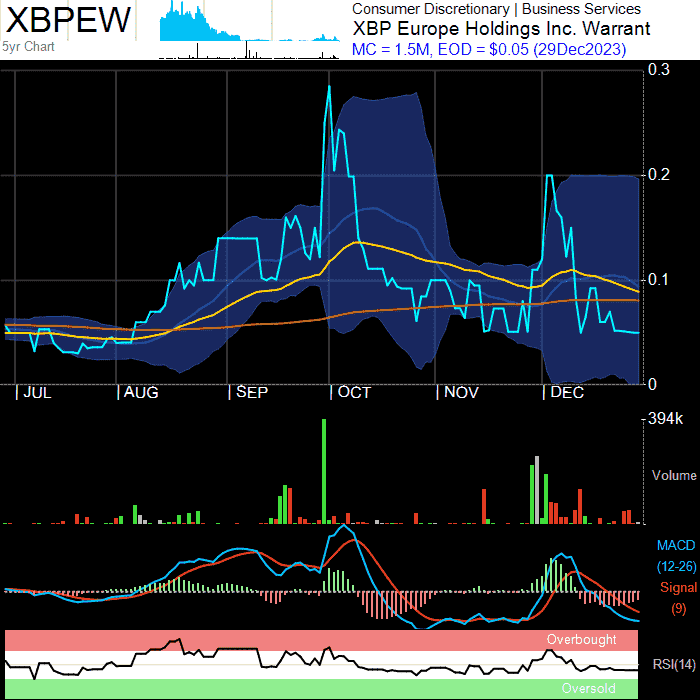 XBPEW
5yr Chart
Consumer Discretionary | Business Services
XBP Europe Holdings Inc. Warrant
MC = 1.5M, EOD = $0.05 (29Dec2023)
0.3
0.2
0.1
0
JUL AUG SEP OCT NOV DEC
394k
Volume
MACD
(12-26)
Signal
(9)
Overbought
RSI(14)
Oversold